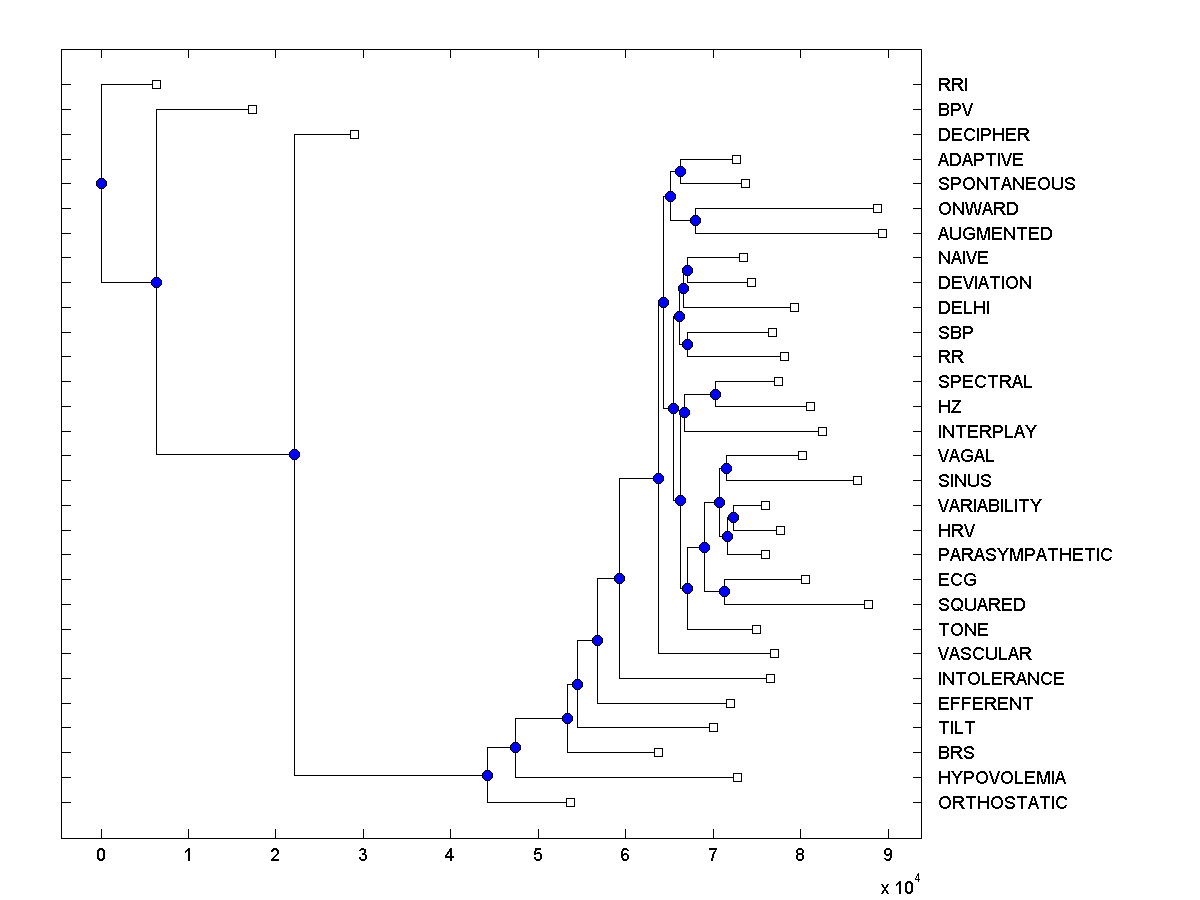 RRI
BPV
DECIPHER
ADAPTIVE
SPONTANEOUS
ONWARD
AUGMENTED
NAIVE
DEVIATION
DELHI
SBP
RR
SPECTRAL
HZ
INTERPLAY
VAGAL
SINUS
VARIABILITY
HRV
PARASYMPATHETIC
ECG
SQUARED
TONE
VASCULAR
INTOLERANCE
EFFERENT
TILT
BRS
HYPOVOLEMIA
ORTHOSTATIC
0 1 2 3 4 5 6 7 8 9
x 10^4